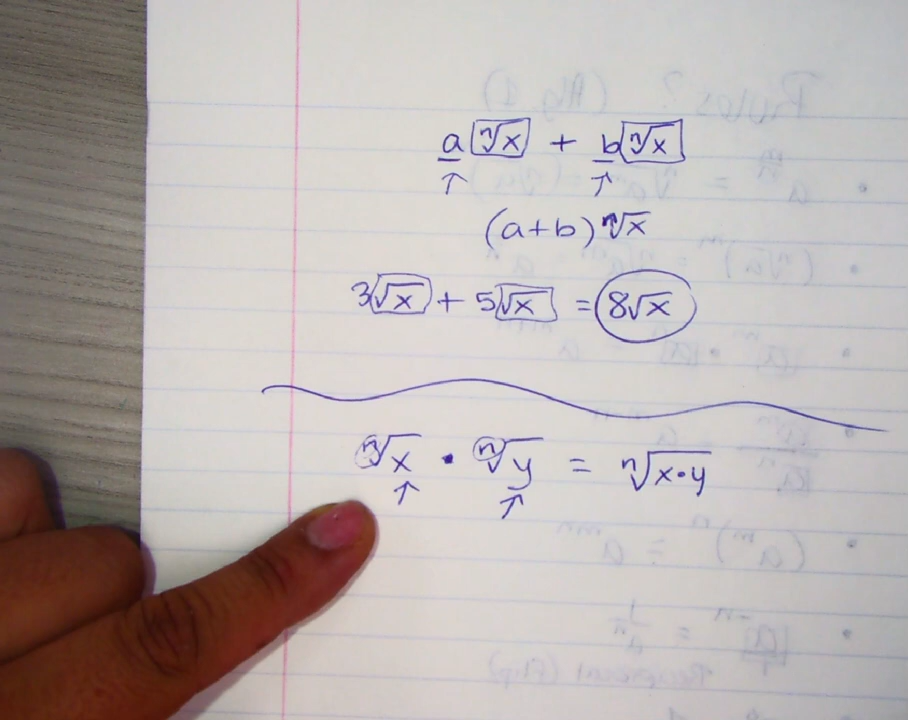 a ⁿ√x + b ⁿ√x
↑ ↑
(a+b) ⁿ√x
3√x + 5√x = 8√x
ⁿ√x · ⁿ√y = ⁿ√x·y
↑ ↑